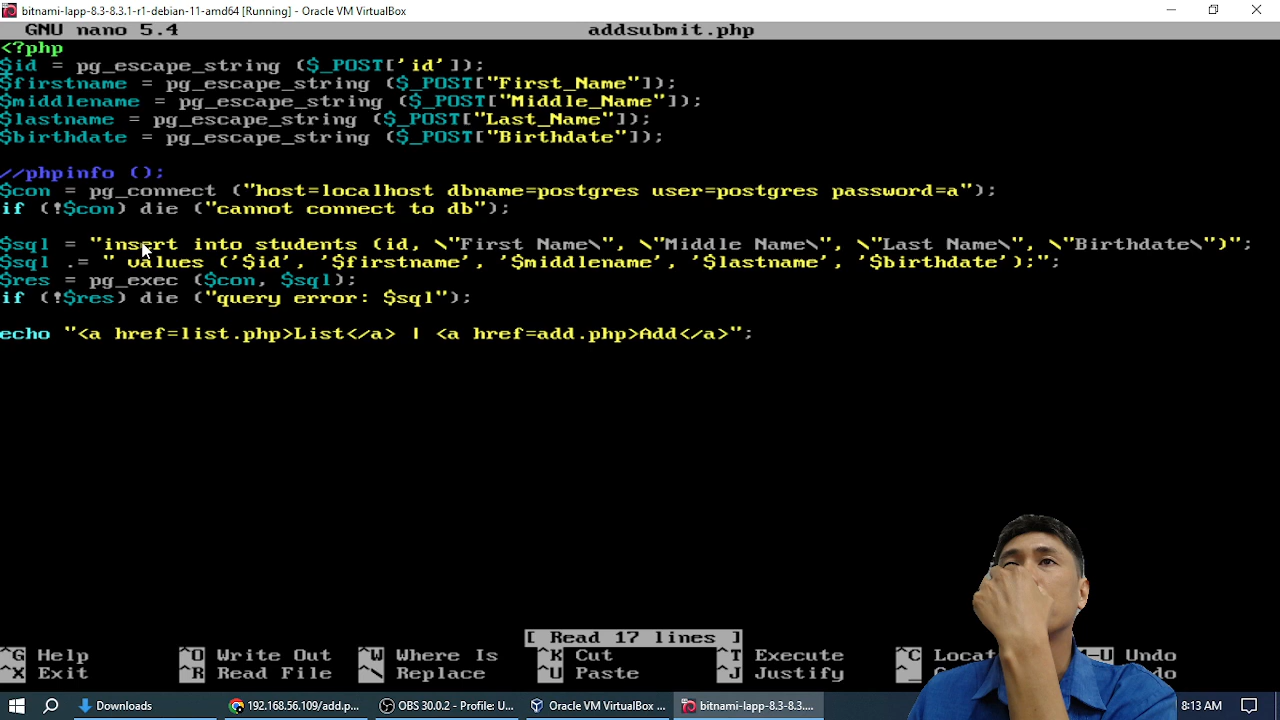 bitnami-lapp-8.3-8.3.1-r1-debian-11-amd64 [Running] - Oracle VM VirtualBox
GNU nano 5.4 addsubmit.php
<?php
$id = pg_escape_string ($_POST['id']);
$firstname = pg_escape_string ($_POST["First_Name"]);
$middlename = pg_escape_string ($_POST["Middle_Name"]);
$lastname = pg_escape_string ($_POST["Last_Name"]);
$birthdate = pg_escape_string ($_POST["Birthdate"]);
//phpinfo ();
$con = pg_connect ("host=localhost dbname=postgres user=postgres password=a");
if (!$con) die ("cannot connect to db");
$sql = "insert into students (id, \"First Name\", \"Middle Name\", \"Last Name\", \"Birthdate\")";
$sql .= " values ('$id', '$firstname', '$middlename', '$lastname', '$birthdate');";
$res = pg_exec ($con, $sql);
if (!$res) die ("query error: $sql");
echo "<a href=list.php>List</a> | <a href=add.php>Add</a>";
[ Read 17 lines ]
^G Help ^O Write Out ^W Where Is ^K Cut ^T Execute ^C Locat M-U Undo
^X Exit ^R Read File ^\ Replace ^U Paste ^J Justify ^_
Downloads 192.168.56.109/add.p... OBS 30.0.2 - Profile: U... Oracle VM VirtualBox ... bitnami-lapp-8.3-8.3.... 8:13 AM